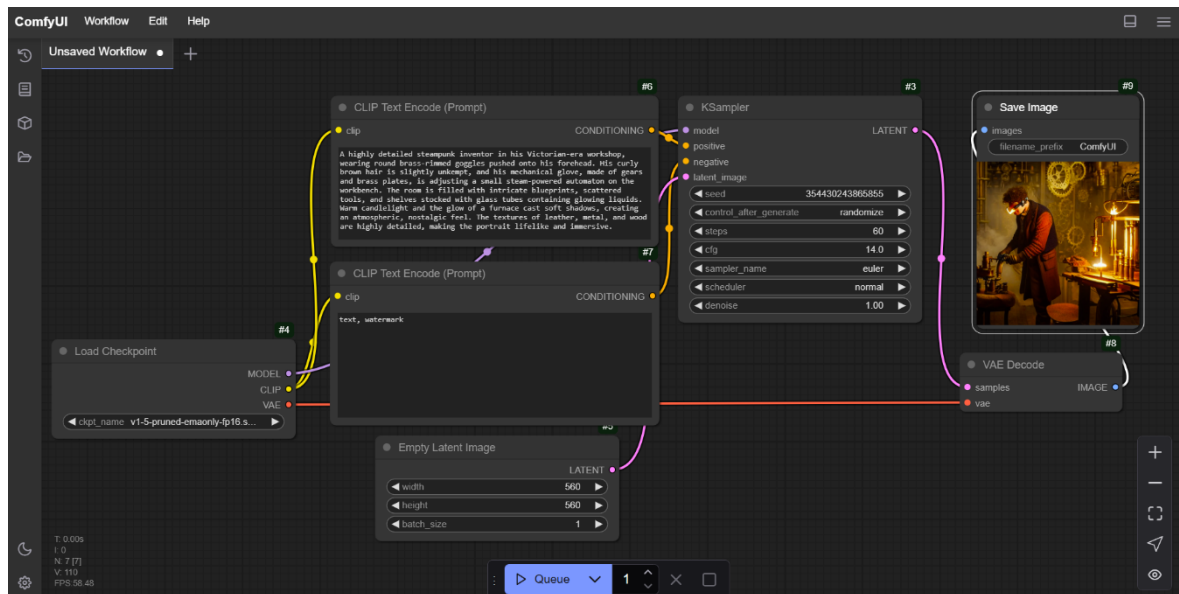 ComfyUI Workflow Edit Help
Unsaved Workflow
#6
CLIP Text Encode (Prompt)
clip CONDITIONING
A highly detailed steampunk inventor in his Victorian-era workshop,
wearing round brass-rimmed goggles pushed onto his forehead. His curly
brown hair is slightly unkempt, and his mechanical glove, made of gears
and brass plates, is adjusting a small steam-powered automaton on the
workbench. The room is filled with intricate blueprints, scattered
tools, and shelves stocked with glass tubes containing glowing liquids.
Warm candlelight and the glow of a furnace cast soft shadows, creating
an atmospheric, nostalgic feel. The textures of leather, metal, and wood
are highly detailed, making the portrait lifelike and immersive.
#7
CLIP Text Encode (Prompt)
clip CONDITIONING
text, watermark
#4
Load Checkpoint
MODEL
CLIP
VAE
ckpt_name v1-5-pruned-emaonly-fp16.s...
#5
Empty Latent Image
LATENT
width 560
height 560
batch_size 1
#3
KSampler
model LATENT
positive
negative
latent_image
seed 354430243865855
control_after_generate randomize
steps 60
cfg 14.0
sampler_name euler
scheduler normal
denoise 1.00
#9
Save Image
images
filename_prefix ComfyUI
#8
VAE Decode
samples IMAGE
vae
T: 0.00s
I: 0
N: 7 [7]
V: 110
FPS:58.48
Queue 1